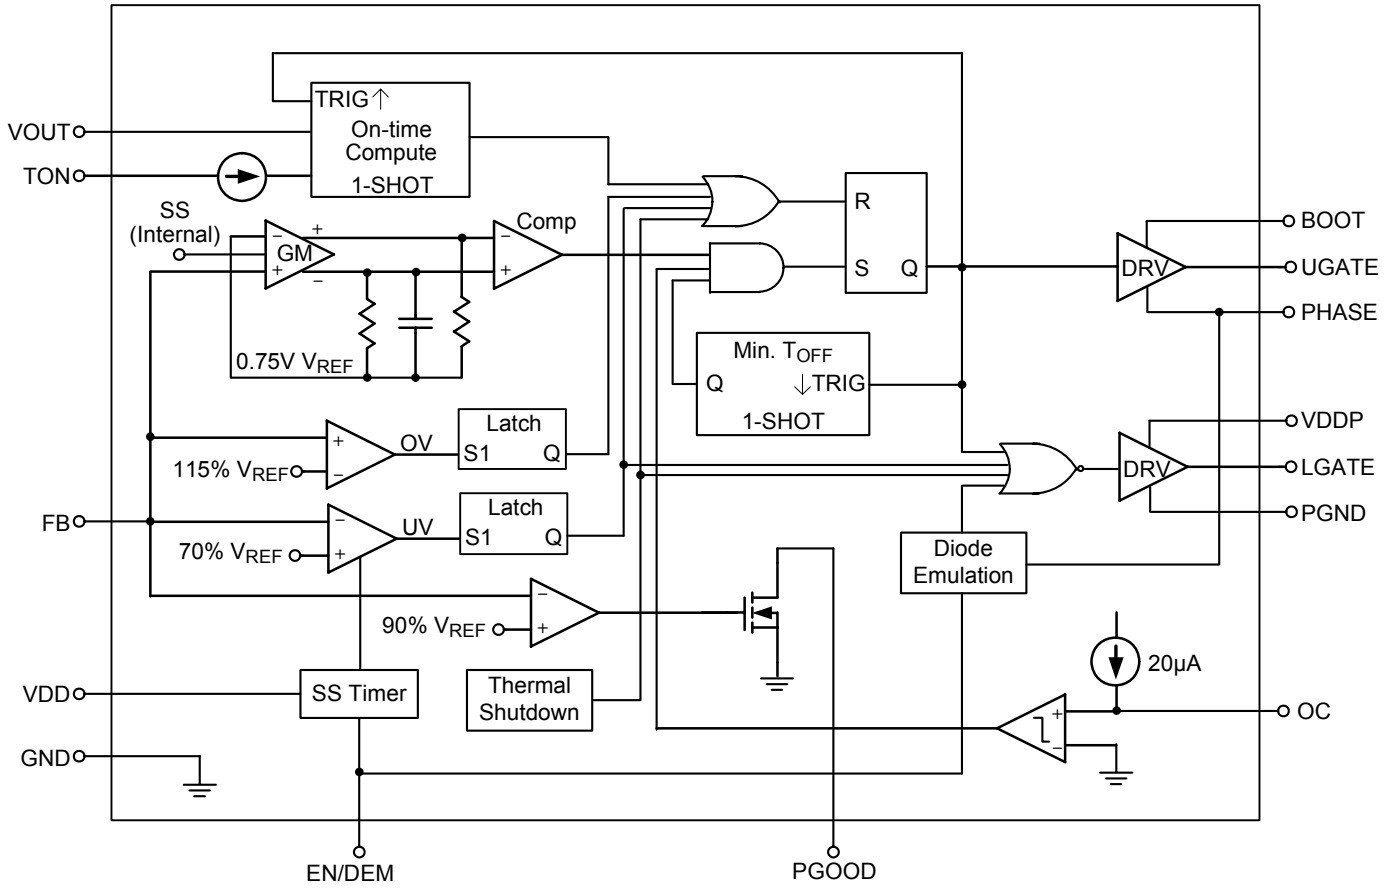 TRIG↑
On-time
Compute
1-SHOT
VOUT
TON
SS
(Internal)
−
+
GM
+
−
0.75V VREF
Comp
−
+
R
S
Q
Min. TOFF
Q
↓TRIG
1-SHOT
DRV
BOOT
UGATE
PHASE
+
−
115% VREF
OV
Latch
S1
Q
FB
−
+
70% VREF
UV
Latch
S1
Q
DRV
VDDP
LGATE
PGND
Diode
Emulation
90% VREF
−
+
20µA
VDD
SS Timer
Thermal
Shutdown
+
−
OC
GND
EN/DEM
PGOOD